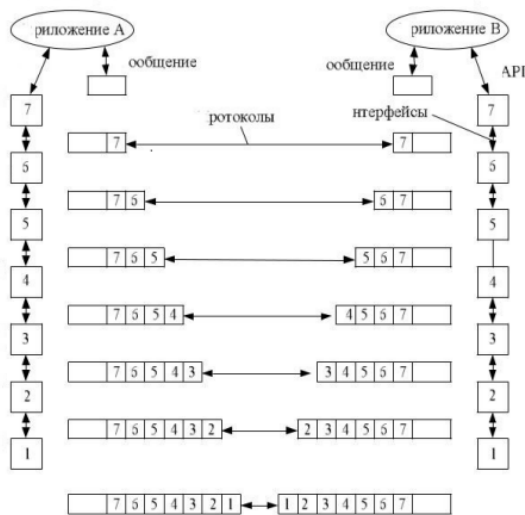 риложение А
риложение В
ообщение
ообщение
API
7
7
ротоколы
нтерфейсы
7
7
6
6
7 6
6 7
5
5
7 6 5
5 6 7
4
4
7 6 5 4
4 5 6 7
3
3
7 6 5 4 3
3 4 5 6 7
2
2
7 6 5 4 3 2
2 3 4 5 6 7
1
1
7 6 5 4 3 2 1
1 2 3 4 5 6 7